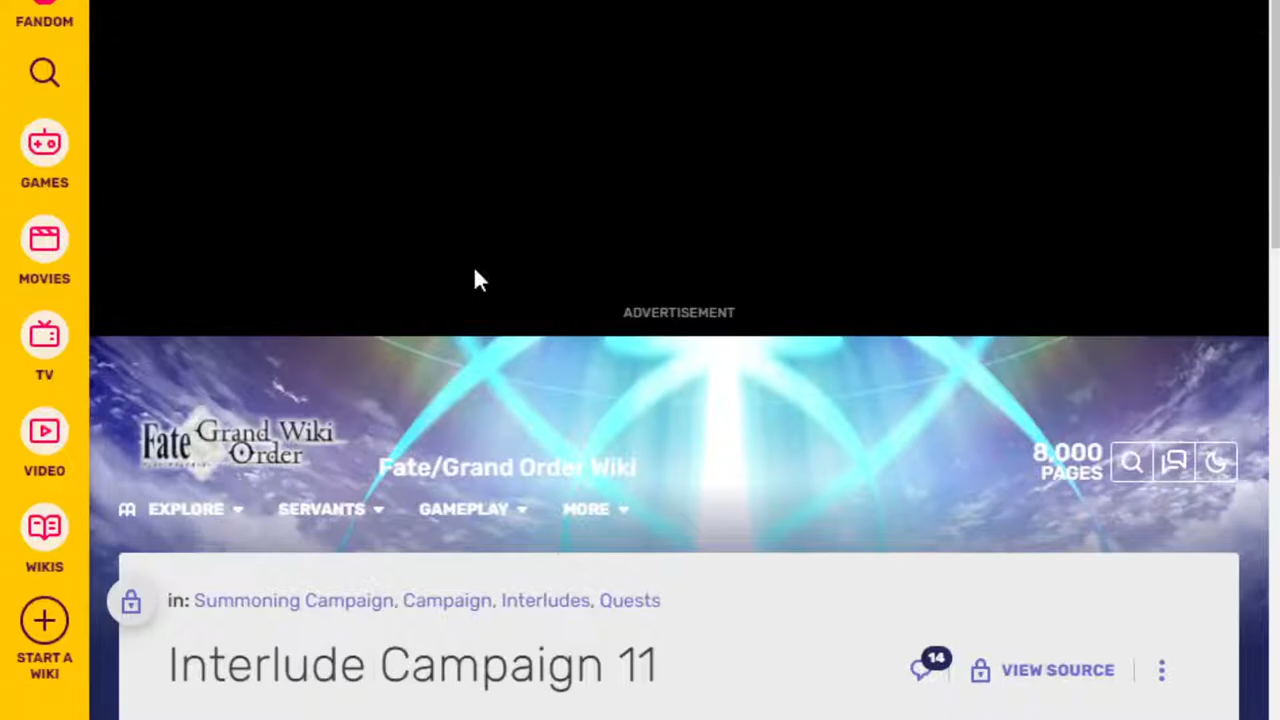 FANDOM
GAMES
MOVIES
TV
VIDEO
WIKIS
START A
WIKI
ADVERTISEMENT
Fate Grand Wiki
Order
Fate/Grand Order Wiki
8,000
PAGES
EXPLORE
SERVANTS
GAMEPLAY
MORE
in: Summoning Campaign, Campaign, Interludes, Quests
Interlude Campaign 11
14
VIEW SOURCE